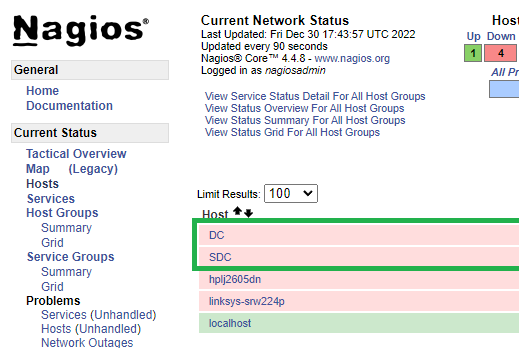 Nagios®
General
Home
Documentation
Current Status
Tactical Overview
Map (Legacy)
Hosts
Services
Host Groups
Summary
Grid
Service Groups
Summary
Grid
Problems
Services (Unhandled)
Hosts (Unhandled)
Network Outages
Current Network Status
Last Updated: Fri Dec 30 17:43:57 UTC 2022
Updated every 90 seconds
Nagios® Core™ 4.4.8 - www.nagios.org
Logged in as nagiosadmin
View Service Status Detail For All Host Groups
View Status Overview For All Host Groups
View Status Summary For All Host Groups
View Status Grid For All Host Groups
Host
Up Down
1 4
All Pr
Limit Results: 100
Host
DC
SDC
hplj2605dn
linksys-srw224p
localhost